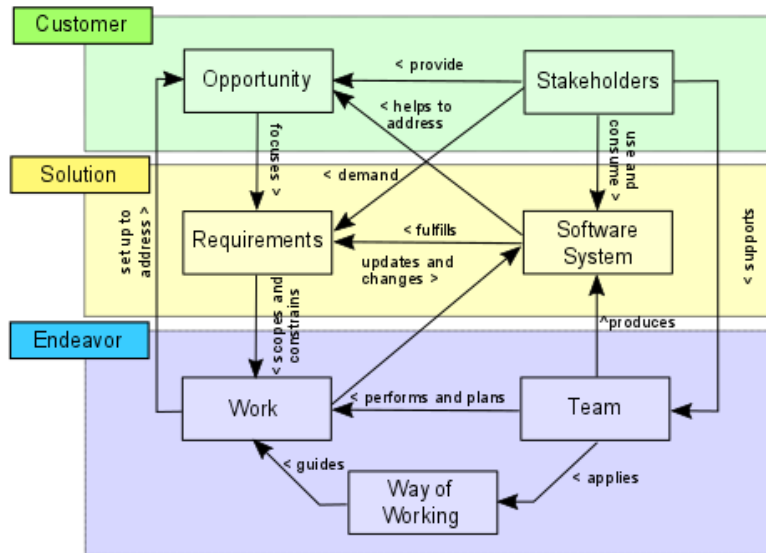 Customer
Opportunity
< provide
Stakeholders
< helps to
address
focuses >
use and
consume >
Solution
< demand
set up to
address >
Requirements
< fulfills
Software
System
< supports
updates and
changes >
< scopes and
constrains
^produces
Endeavor
Work
< performs and plans
Team
< guides
Way of
Working
< applies